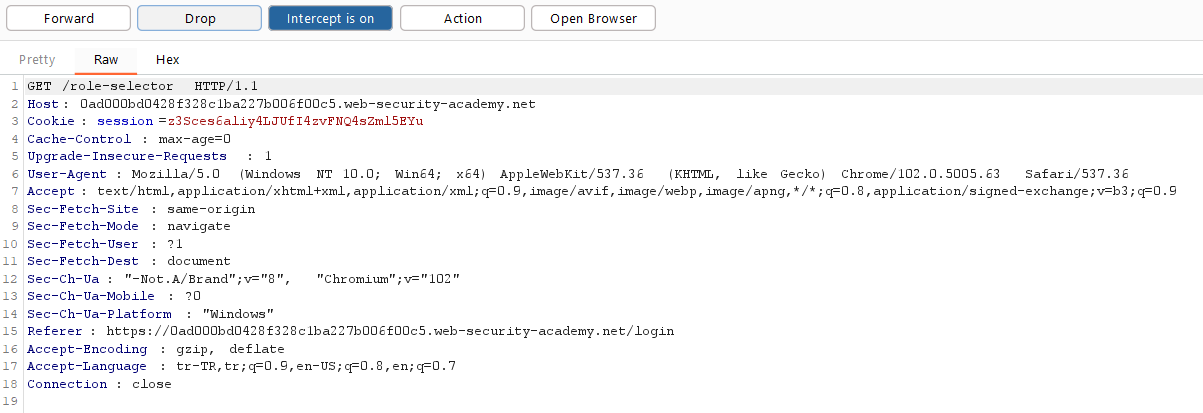 Forward Drop Intercept is on Action Open Browser
Pretty Raw Hex
1 GET /role-selector HTTP/1.1
2 Host: 0ad000bd0428f328c1ba227b006f00c5.web-security-academy.net
3 Cookie: session=z3Sces6aliy4LJUfI4zvFNQ4sZml5EYu
4 Cache-Control: max-age=0
5 Upgrade-Insecure-Requests: 1
6 User-Agent: Mozilla/5.0 (Windows NT 10.0; Win64; x64) AppleWebKit/537.36 (KHTML, like Gecko) Chrome/102.0.5005.63 Safari/537.36
7 Accept: text/html,application/xhtml+xml,application/xml;q=0.9,image/avif,image/webp,image/apng,*/*;q=0.8,application/signed-exchange;v=b3;q=0.9
8 Sec-Fetch-Site: same-origin
9 Sec-Fetch-Mode: navigate
10 Sec-Fetch-User: ?1
11 Sec-Fetch-Dest: document
12 Sec-Ch-Ua: "-Not.A/Brand";v="8", "Chromium";v="102"
13 Sec-Ch-Ua-Mobile: ?0
14 Sec-Ch-Ua-Platform: "Windows"
15 Referer: https://0ad000bd0428f328c1ba227b006f00c5.web-security-academy.net/login
16 Accept-Encoding: gzip, deflate
17 Accept-Language: tr-TR,tr;q=0.9,en-US;q=0.8,en;q=0.7
18 Connection: close
19